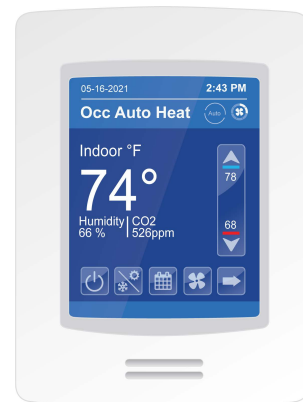 05-16-2021 2:43 PM
Occ Auto Heat Auto
Indoor °F
74°
78
Humidity CO2
66 % 526ppm
68